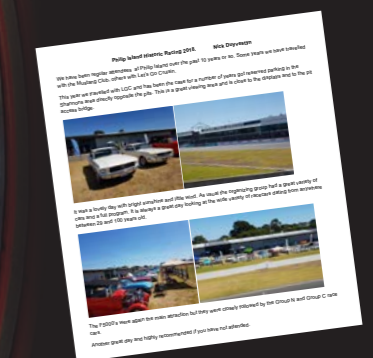 Philip Island Historic Racing 2018. Nick Doyvestyn
We have been regular attendees at Philip Island over the past 10 years or so. Some years we have travelled
with the Mustang Club, others with Let's Go Cruisin.
This year we travelled with LGC and has been the case for a number of years got reserved parking in the
Shannons area directly opposite the pits. This is a great viewing area and is close to the displays and to the pit
access bridge.
It was a lovely day with bright sunshine and little wind. As usual the organizing group had a great variety of
cars and a full program. It is always a great day looking at the wide variety of racecars dating from anywhere
between 20 and 100 years old.
The F5000's were again the main attraction but they were closely followed by the Group N and Group C race
cars
Another great day and highly recommended if you have not attended.